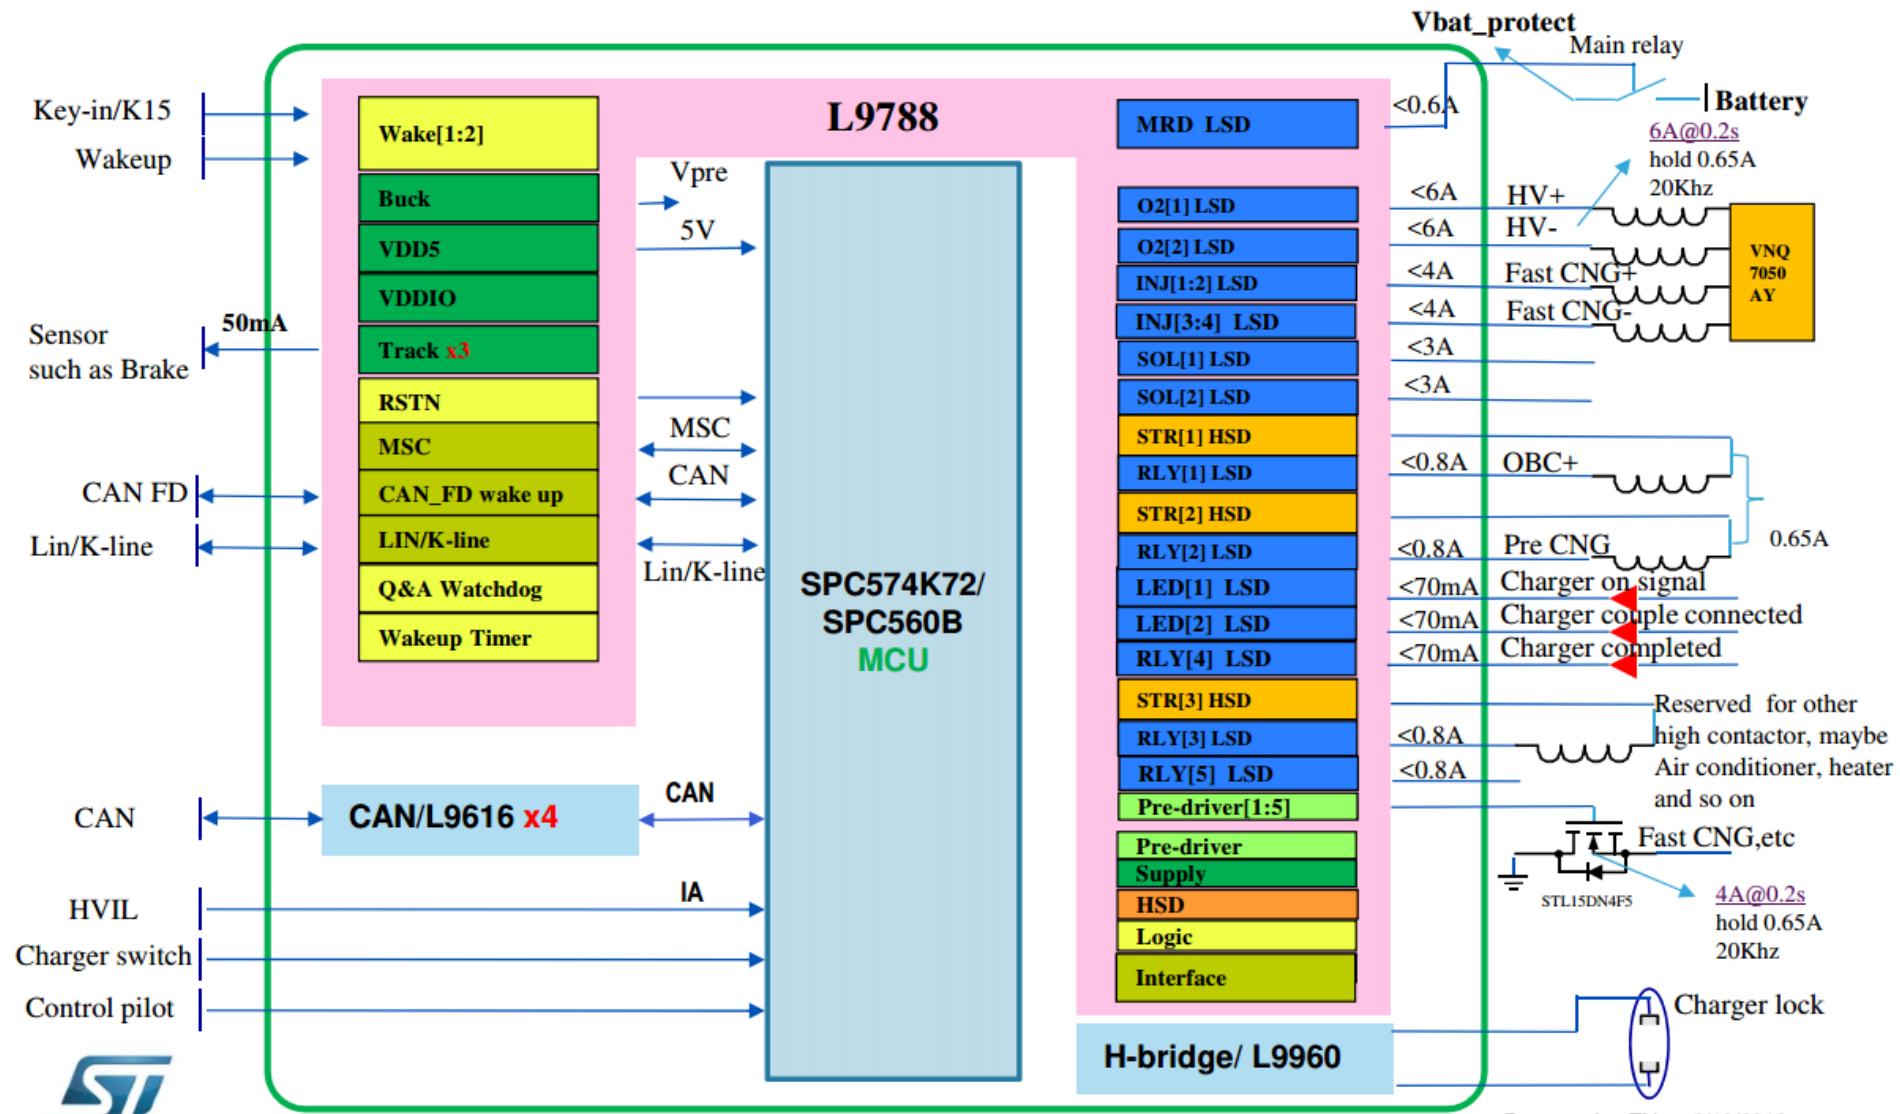 Vbat_protect
Main relay
Battery
Key-in/K15
Wakeup
Wake[1:2]
L9788
MRD LSD
<0.6A
6A@0.2s
hold 0.65A
20Khz
Buck
Vpre
VDD5
5V
VDDIO
Sensor
such as Brake
50mA
Track x3
RSTN
MSC
MSC
CAN FD
CAN_FD wake up
CAN
Lin/K-line
LIN/K-line
Lin/K-line
Q&A Watchdog
Wakeup Timer
SPC574K72/
SPC560B
MCU
O2[1] LSD
<6A
HV+
O2[2] LSD
<6A
HV-
INJ[1:2] LSD
<4A
Fast CNG+
INJ[3:4] LSD
<4A
Fast CNG-
VNQ
7050
AY
SOL[1] LSD
<3A
SOL[2] LSD
<3A
STR[1] HSD
RLY[1] LSD
<0.8A
OBC+
STR[2] HSD
0.65A
RLY[2] LSD
<0.8A
Pre CNG
LED[1] LSD
<70mA
Charger on signal
LED[2] LSD
<70mA
Charger couple connected
RLY[4] LSD
<70mA
Charger completed
STR[3] HSD
RLY[3] LSD
<0.8A
RLY[5] LSD
<0.8A
Reserved for other
high contactor, maybe
Air conditioner, heater
and so on
Pre-driver[1:5]
Fast CNG,etc
STL15DN4F5
4A@0.2s
hold 0.65A
20Khz
Pre-driver
Supply
HSD
Logic
Interface
CAN
CAN/L9616 x4
CAN
HVIL
IA
Charger switch
Control pilot
H-bridge/ L9960
Charger lock
ST